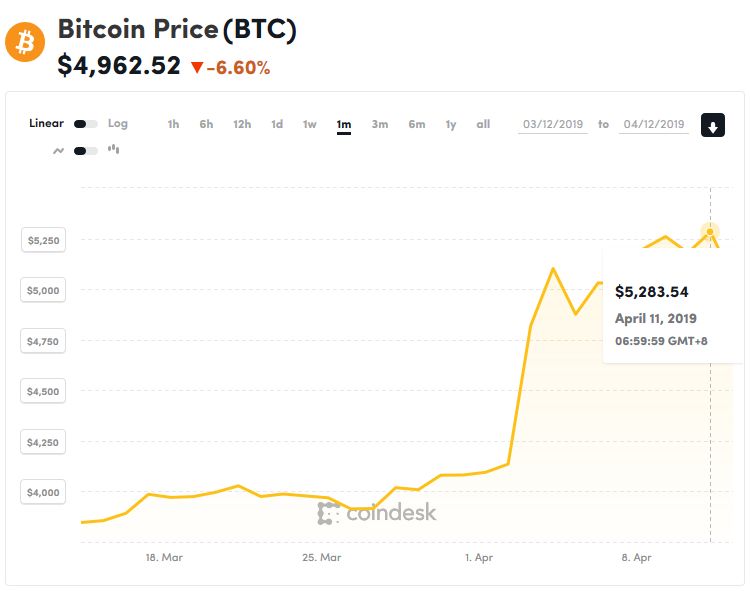 Bitcoin Price (BTC)
$4,962.52 ▼-6.60%
Linear Log 1h 6h 12h 1d 1w 1m 3m 6m 1y all 03/12/2019 to 04/12/2019
$5,250
$5,000
$4,750
$4,500
$4,250
$4,000
$5,283.54
April 11, 2019
06:59:59 GMT+8
coindesk
18. Mar 25. Mar 1. Apr 8. Apr